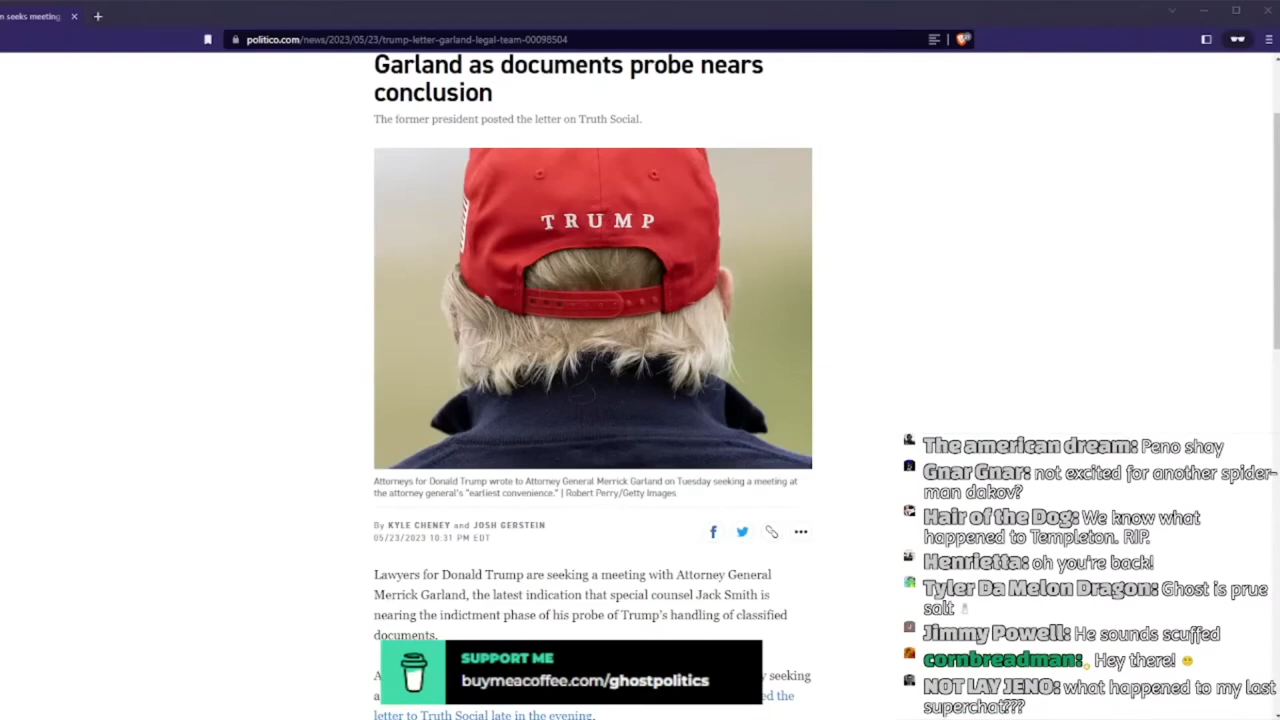 n seeks meeting
politico.com/news/2023/05/23/trump-letter-garland-legal-team-00098504
Garland as documents probe nears
conclusion
The former president posted the letter on Truth Social.
TRUMP
Attorneys for Donald Trump wrote to Attorney General Merrick Garland on Tuesday seeking a meeting at
the attorney general's "earliest convenience." | Robert Perry/Getty Images
By KYLE CHENEY and JOSH GERSTEIN
05/23/2023 10:31 PM EDT
Lawyers for Donald Trump are seeking a meeting with Attorney General
Merrick Garland, the latest indication that special counsel Jack Smith is
nearing the indictment phase of his probe of Trump's handling of classified
documents.
SUPPORT ME
buymeacoffee.com/ghostpolitics
seeking
ed the
letter to Truth Social late in the evening.
The american dream: Peno shay
Gnar Gnar: not excited for another spider-
man dakov?
Hair of the Dog: We know what
happened to Templeton. RIP.
Henrietta: oh you're back!
Tyler Da Melon Dragon: Ghost is prue
salt 🧂
Jimmy Powell: He sounds scuffed
cornbreadman: Hey there! 🙂
NOT LAY JENO: what happened to my last
superchat???